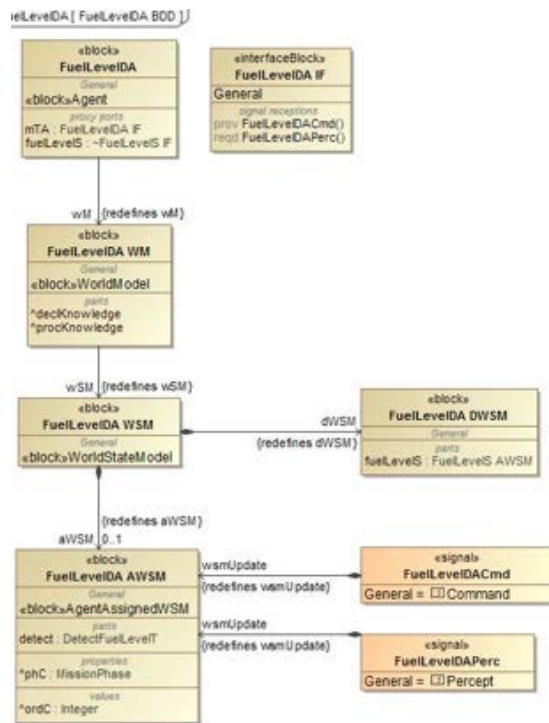 uelLevelDA [ FuelLevelDA BDD ]
«block»
FuelLevelDA
General
«block»Agent
proxy ports
mTA : FuelLevelDA IF
fuelLevelS : ~FuelLevelS IF
«interfaceBlock»
FuelLevelDA IF
General
signal receptions
prov FuelLevelDACmd()
reqd FuelLevelDAPerc()
wM {redefines wM}
«block»
FuelLevelDA WM
General
«block»WorldModel
parts
^declKnowledge
^procKnowledge
wSM {redefines wSM}
«block»
FuelLevelDA WSM
General
«block»WorldStateModel
dWSM
{redefines dWSM}
«block»
FuelLevelDA DWSM
General
parts
fuelLevelS : FuelLevelS AWSM
{redefines aWSM}
aWSM 0..1
«block»
FuelLevelDA AWSM
General
«block»AgentAssignedWSM
parts
detect : DetectFuelLevelT
properties
^phC : MissionPhase
values
^ordC : Integer
wsmUpdate
{redefines wsmUpdate}
«signal»
FuelLevelDACmd
General = Command
wsmUpdate
{redefines wsmUpdate}
«signal»
FuelLevelDAPerc
General = Percept